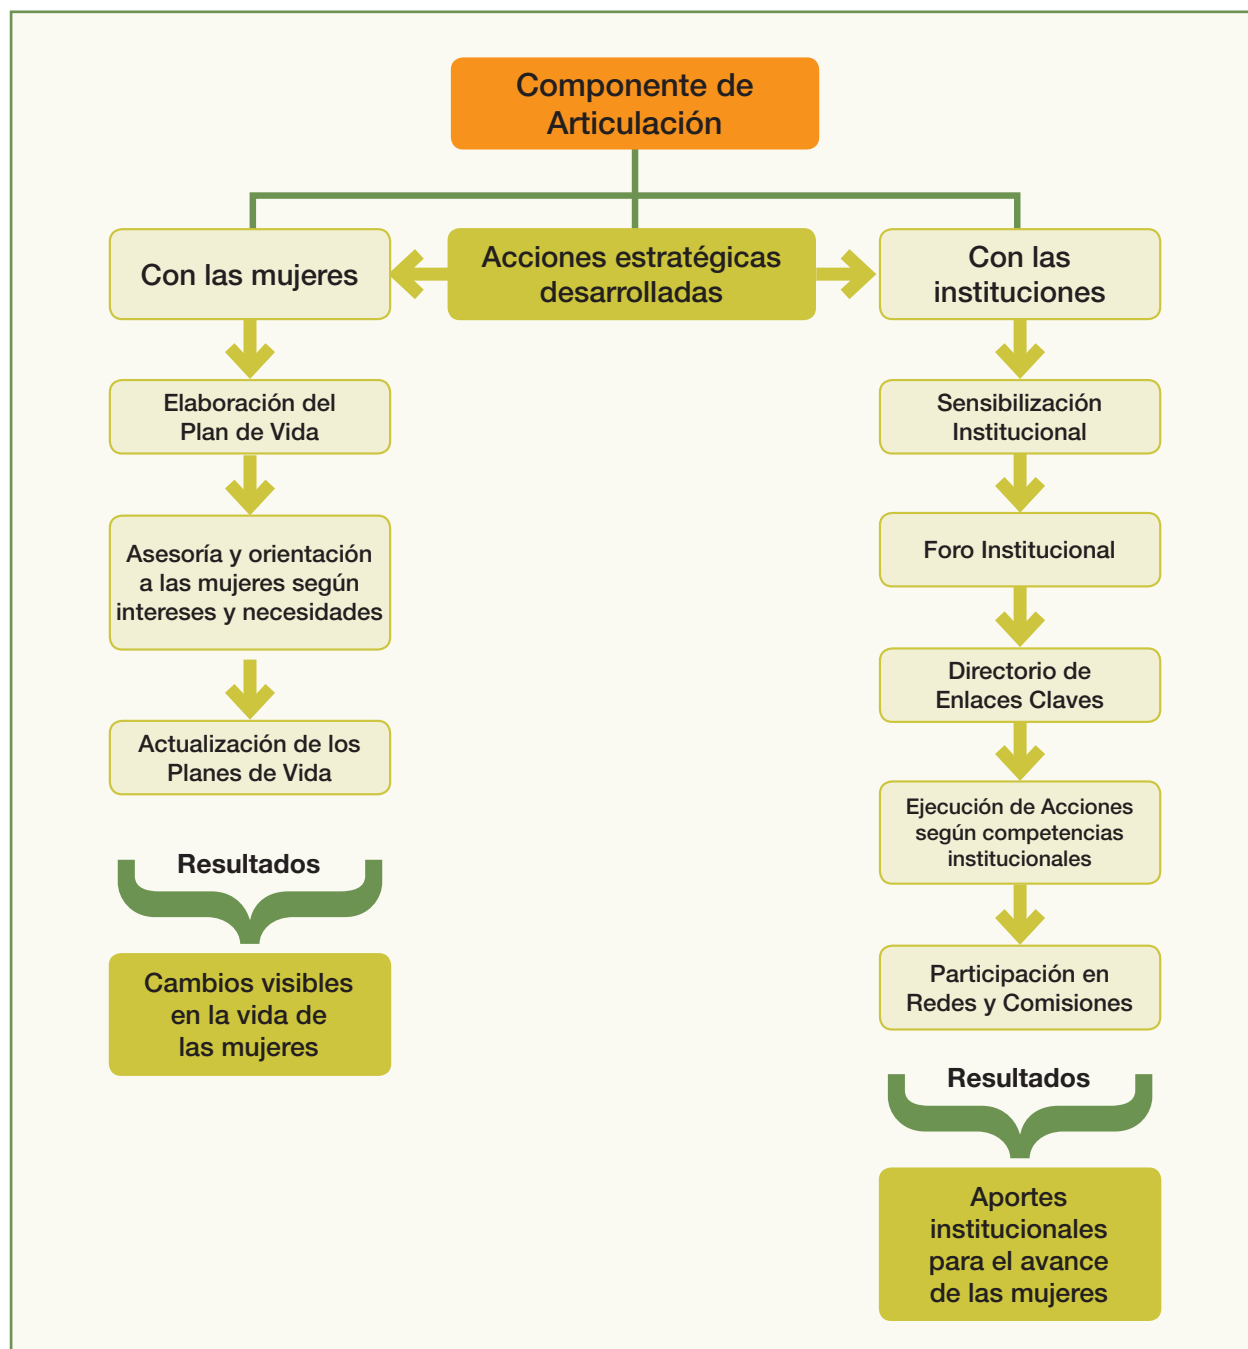 Componente de
Articulación
Con las mujeres
Acciones estratégicas
desarrolladas
Con las
instituciones
Elaboración del
Plan de Vida
Asesoría y orientación
a las mujeres según
intereses y necesidades
Actualización de los
Planes de Vida
Resultados
Cambios visibles
en la vida de
las mujeres
Sensibilización
Institucional
Foro Institucional
Directorio de
Enlaces Claves
Ejecución de Acciones
según competencias
institucionales
Participación en
Redes y Comisiones
Resultados
Aportes
institucionales
para el avance
de las mujeres